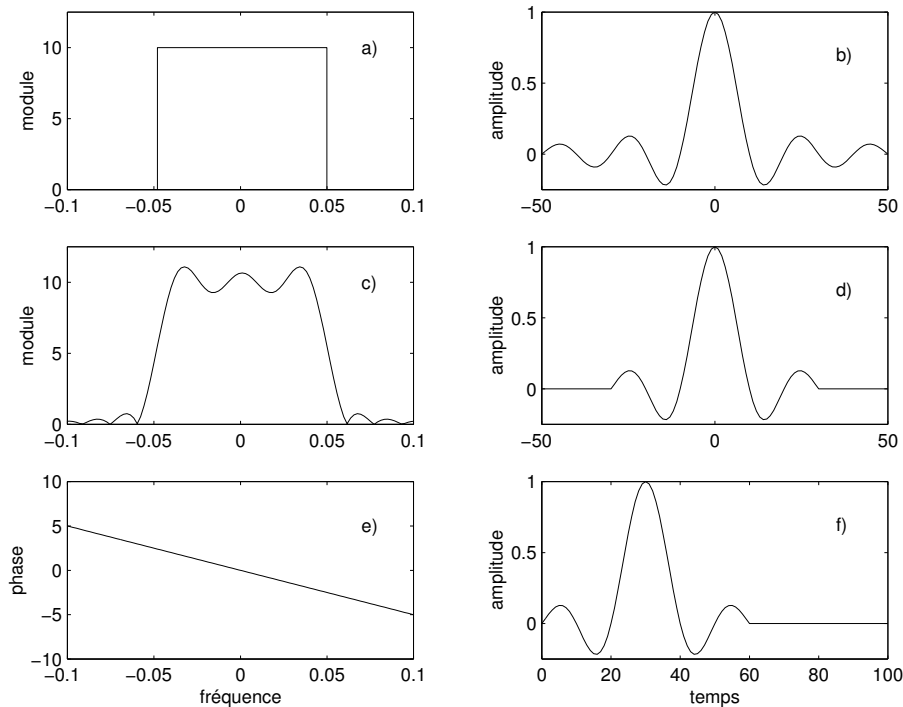 module
10
5
0
−0.1 −0.05 0 0.05 0.1
a)
amplitude
1
0.5
0
−50 0 50
b)
module
10
5
0
−0.1 −0.05 0 0.05 0.1
c)
amplitude
1
0.5
0
−50 0 50
d)
phase
10
5
0
−5
−10
−0.1 −0.05 0 0.05 0.1
fréquence
e)
amplitude
1
0.5
0
0 20 40 60 80 100
temps
f)